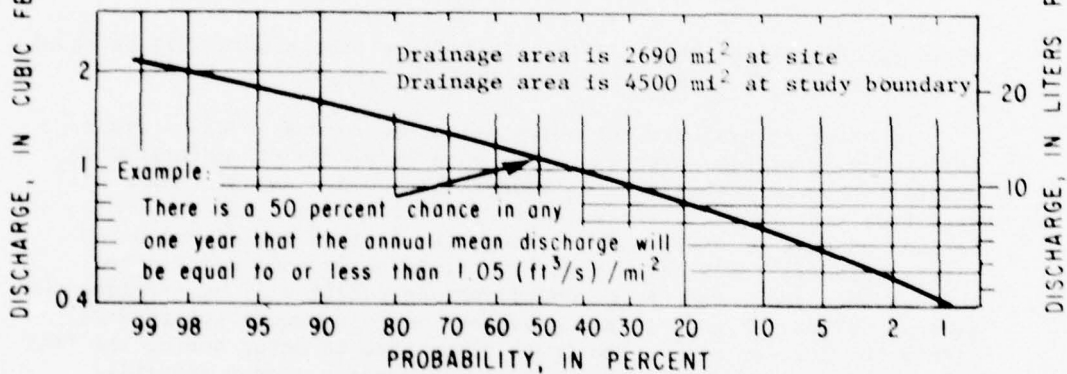 DISCHARGE, IN CUBIC
DISCHARGE, IN LITERS
Drainage area is 2690 mi² at site
Drainage area is 4500 mi² at study boundary
2
1
0 4
20
10
Example:
There is a 50 percent chance in any
one year that the annual mean discharge will
be equal to or less than 1.05 (ft³/s) /mi²
99 98 95 90 80 70 60 50 40 30 20 10 5 2 1
PROBABILITY, IN PERCENT